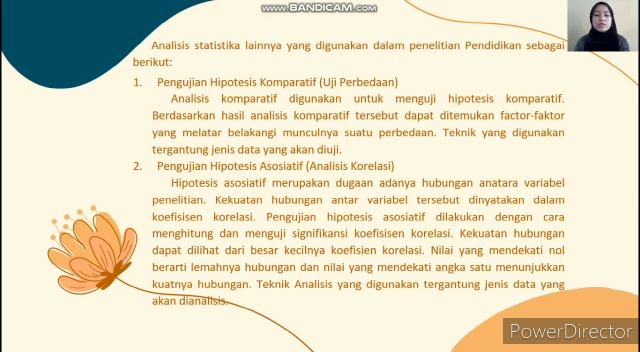 www.BANDICAM.com
Analisis statistika lainnya yang digunakan dalam penelitian Pendidikan sebagai
berikut:
1. Pengujian Hipotesis Komparatif (Uji Perbedaan)
Analisis komparatif digunakan untuk menguji hipotesis komparatif.
Berdasarkan hasil analisis komparatif tersebut dapat ditemukan factor-faktor
yang melatar belakangi munculnya suatu perbedaan. Teknik yang digunakan
tergantung jenis data yang akan diuji.
2. Pengujian Hipotesis Asosiatif (Analisis Korelasi)
Hipotesis asosiatif merupakan dugaan adanya hubungan anatara variabel
penelitian. Kekuatan hubungan antar variabel tersebut dinyatakan dalam
koefisisen korelasi. Pengujian hipotesis asosiatif dilakukan dengan cara
menghitung dan menguji signifikansi koefisisen korelasi. Kekuatan hubungan
dapat dilihat dari besar kecilnya koefisien korelasi. Nilai yang mendekati nol
berarti lemahnya hubungan dan nilai yang mendekati angka satu menunjukkan
kuatnya hubungan. Teknik Analisis yang digunakan tergantung jenis data yang
akan dianalisis.
PowerDirector